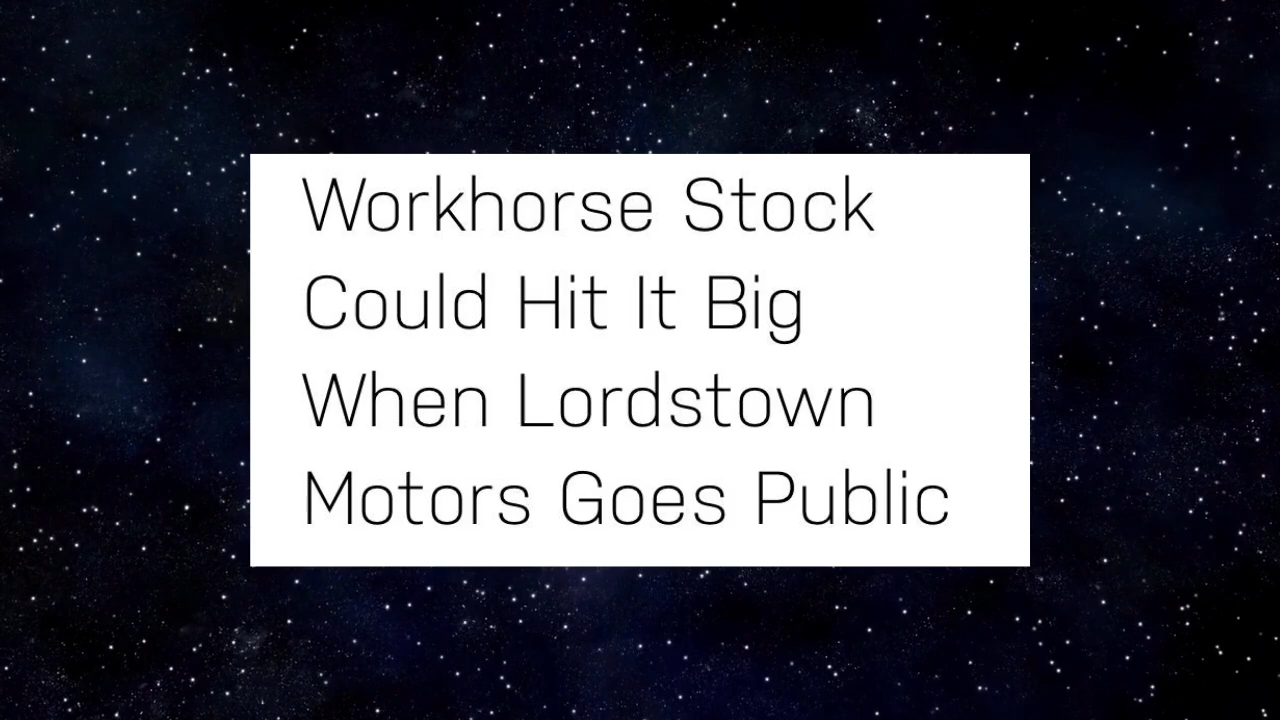 Workhorse Stock
Could Hit It Big
When Lordstown
Motors Goes Public